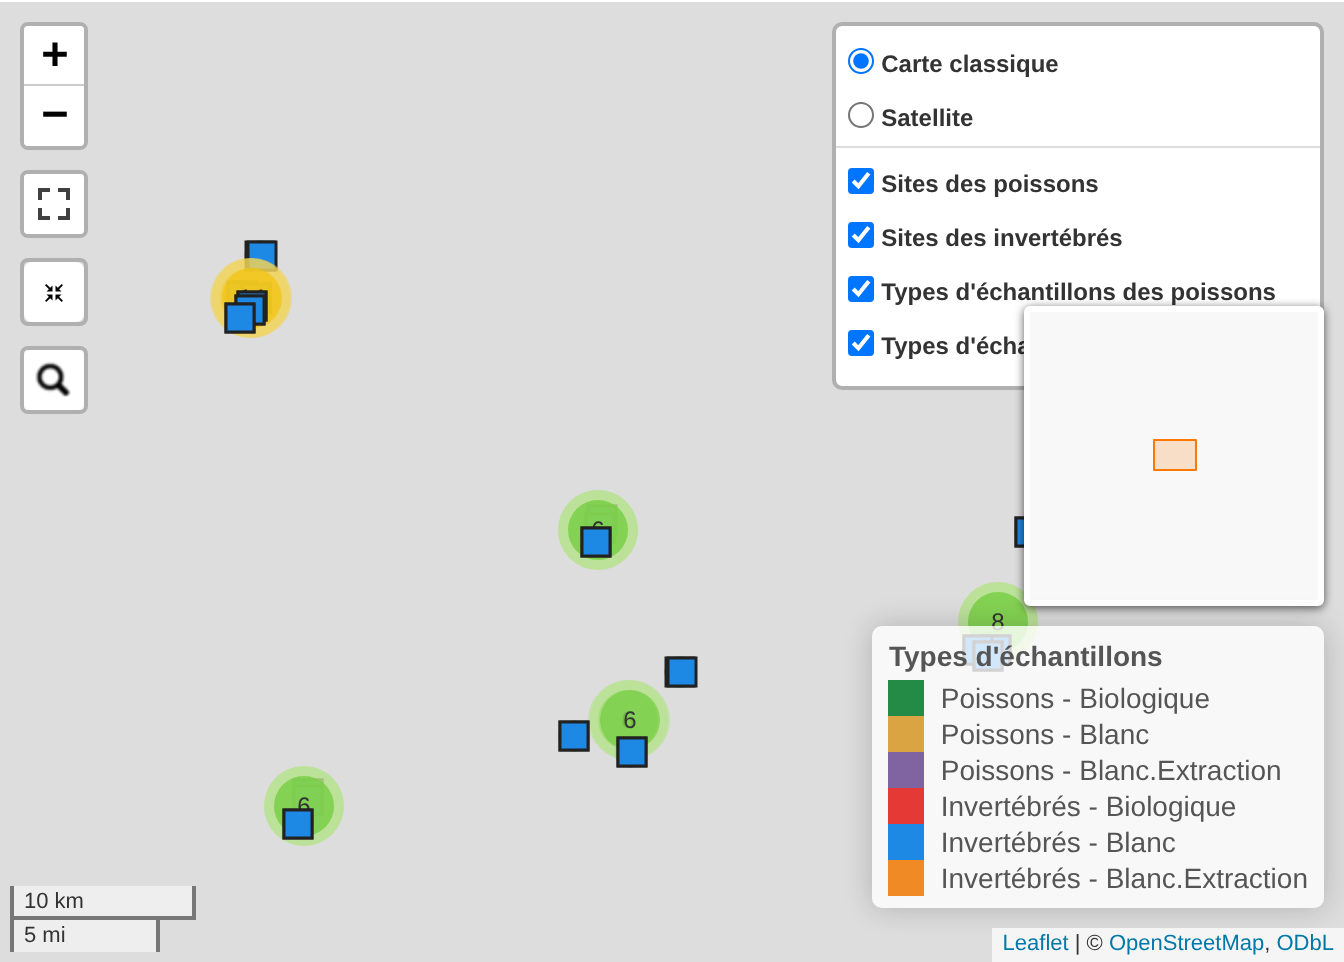 +
−
Carte classique
Satellite
Sites des poissons
Sites des invertébrés
Types d'échantillons des poissons
Types d'écha
6
8
6
6
Types d'échantillons
Poissons - Biologique
Poissons - Blanc
Poissons - Blanc.Extraction
Invertébrés - Biologique
Invertébrés - Blanc
Invertébrés - Blanc.Extraction
10 km
5 mi
Leaflet | © OpenStreetMap, ODbL